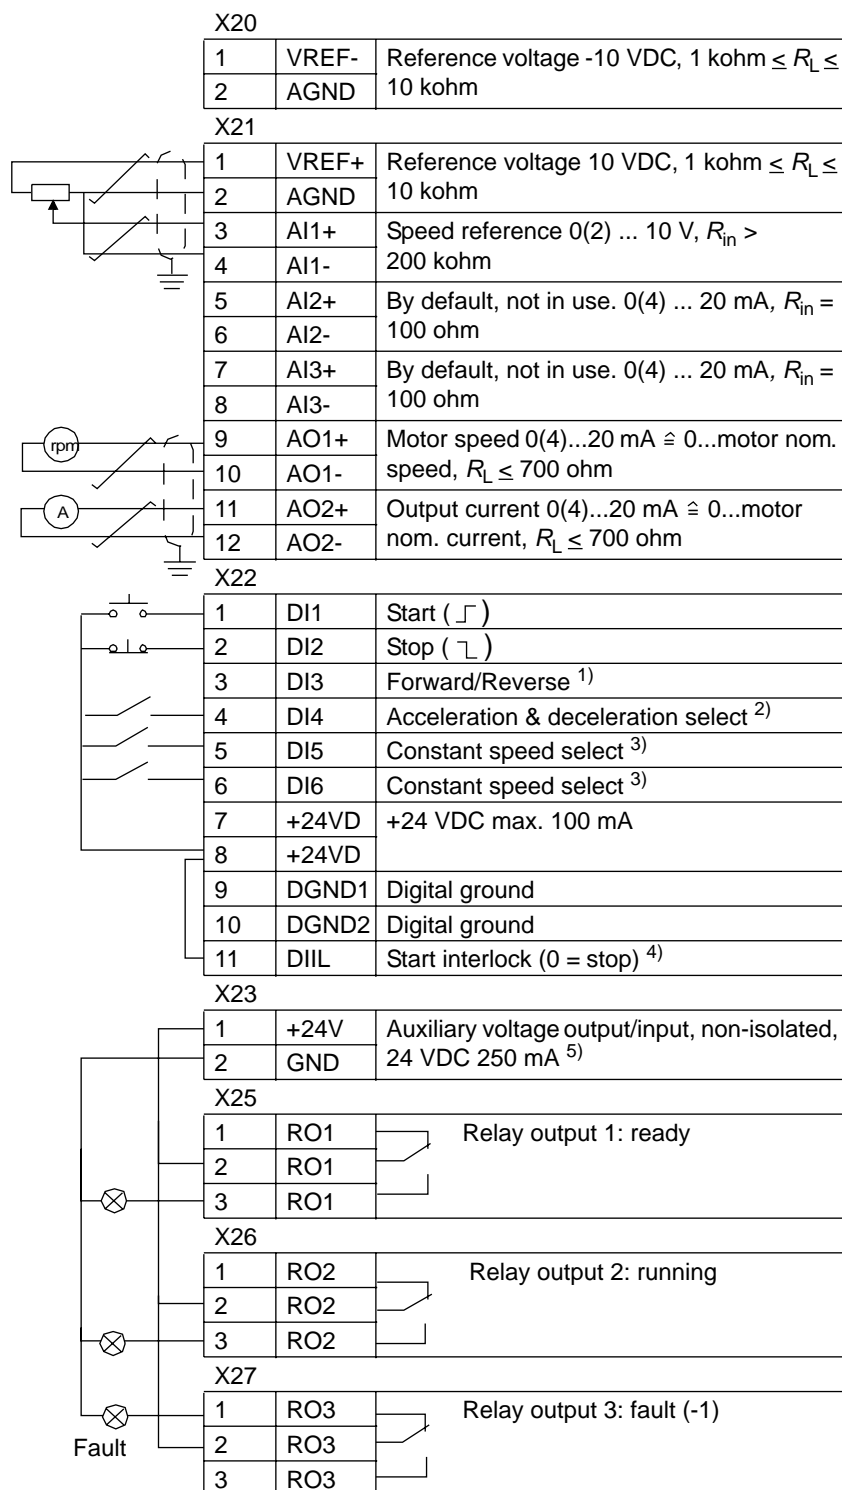 X20
1 VREF- Reference voltage -10 VDC, 1 kohm ≤ RL ≤
2 AGND 10 kohm
X21
1 VREF+ Reference voltage 10 VDC, 1 kohm ≤ RL ≤
2 AGND 10 kohm
3 AI1+ Speed reference 0(2) ... 10 V, Rin >
4 AI1- 200 kohm
5 AI2+ By default, not in use. 0(4) ... 20 mA, Rin =
6 AI2- 100 ohm
7 AI3+ By default, not in use. 0(4) ... 20 mA, Rin =
8 AI3- 100 ohm
rpm 9 AO1+ Motor speed 0(4)...20 mA ≙ 0...motor nom.
10 AO1- speed, RL ≤ 700 ohm
A 11 AO2+ Output current 0(4)...20 mA ≙ 0...motor
12 AO2- nom. current, RL ≤ 700 ohm
X22
1 DI1 Start ( )
2 DI2 Stop ( )
3 DI3 Forward/Reverse 1)
4 DI4 Acceleration & deceleration select 2)
5 DI5 Constant speed select 3)
6 DI6 Constant speed select 3)
7 +24VD +24 VDC max. 100 mA
8 +24VD
9 DGND1 Digital ground
10 DGND2 Digital ground
11 DIIL Start interlock (0 = stop) 4)
X23
1 +24V Auxiliary voltage output/input, non-isolated,
2 GND 24 VDC 250 mA 5)
X25
1 RO1 Relay output 1: ready
2 RO1
3 RO1
X26
1 RO2 Relay output 2: running
2 RO2
3 RO2
X27
1 RO3 Relay output 3: fault (-1)
Fault 2 RO3
3 RO3